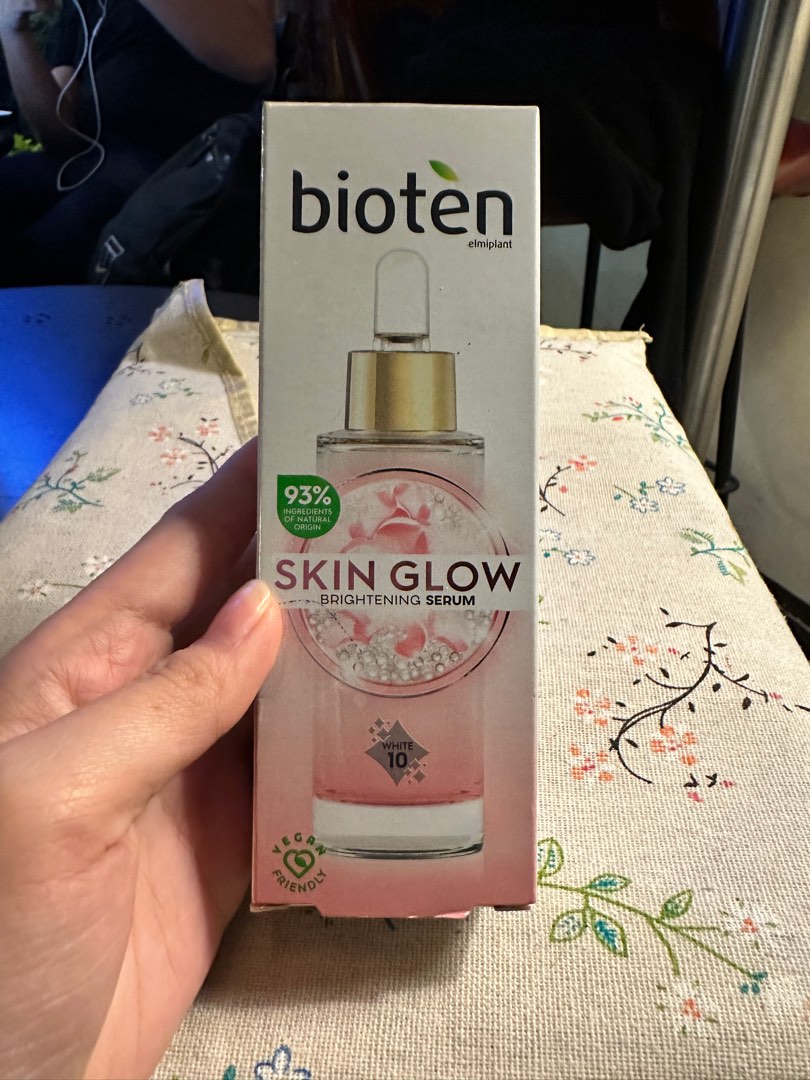 bioten
elmiplant
93%
INGREDIENTS
OF NATURAL
ORIGIN
SKIN GLOW
BRIGHTENING SERUM
WHITE
10
VEGAN
FRIENDLY